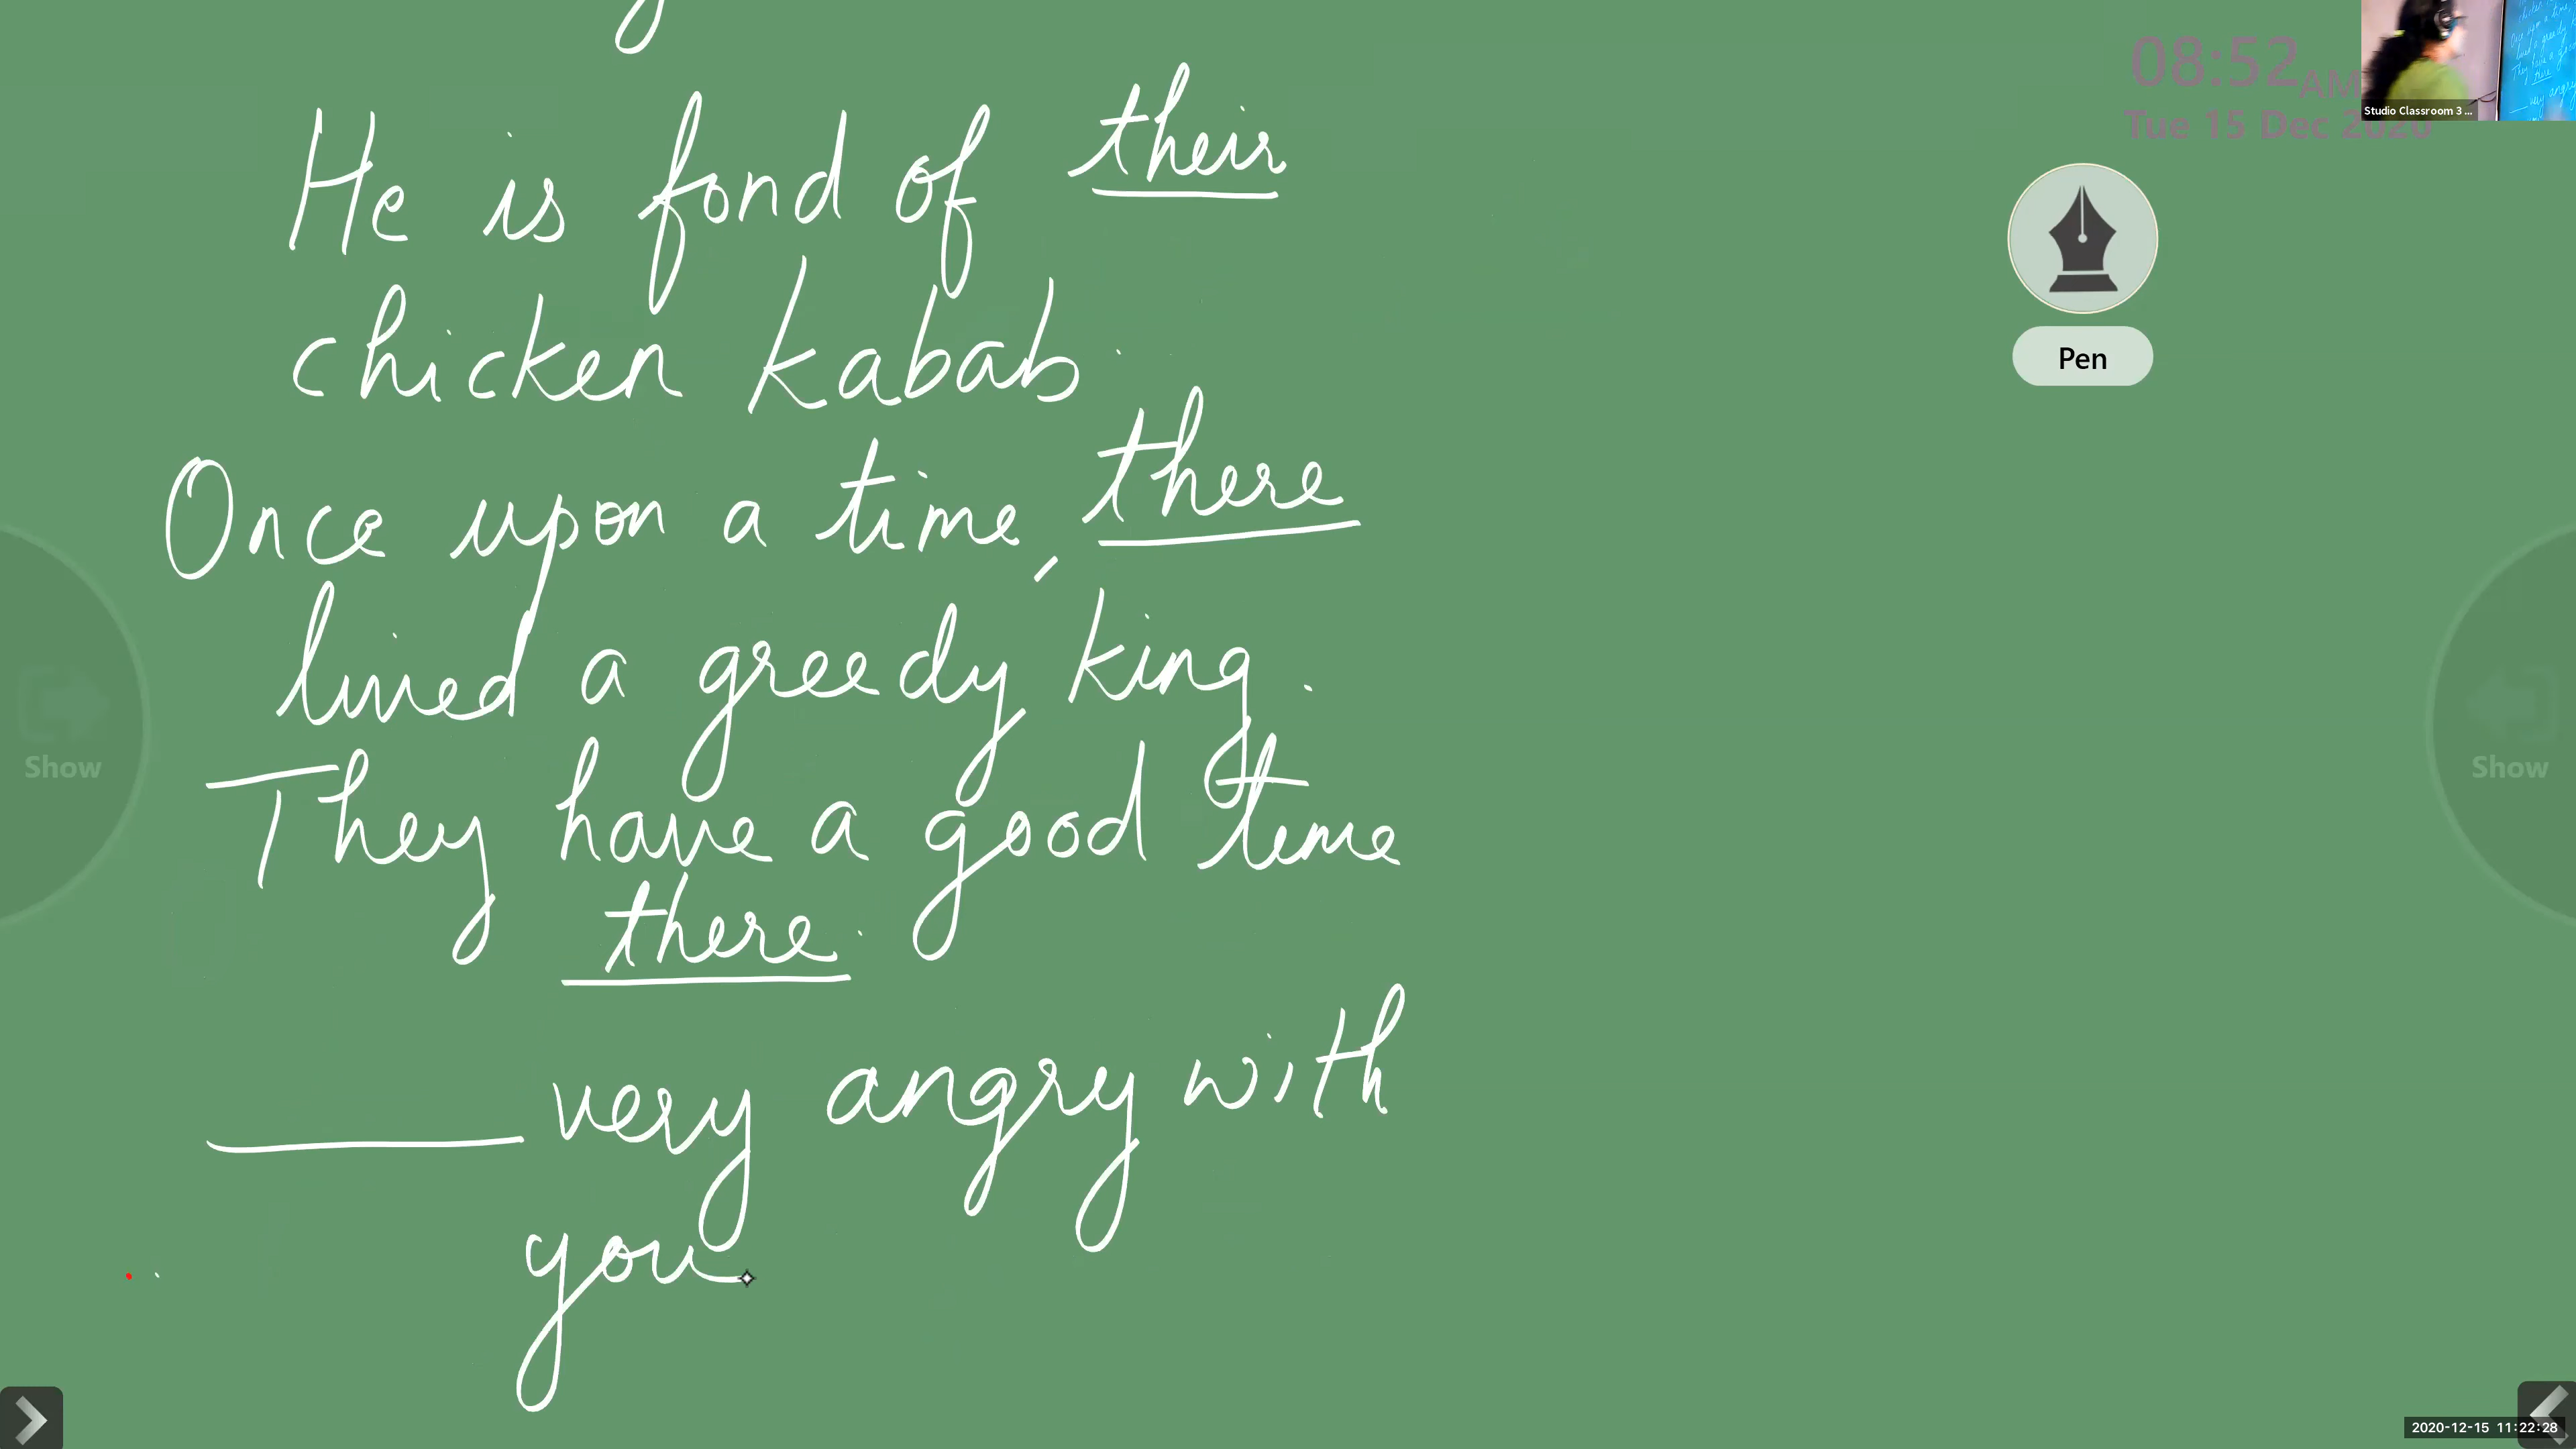 He is fond of their
chicken kabab.
Once upon a time, there
lived a greedy king.
They have a good time
there.
very angry with
you
08:52 AM
Tue 15 Dec 2020
Studio Classroom 3 ...
Pen
Show
Show
2020-12-15 11:22:28